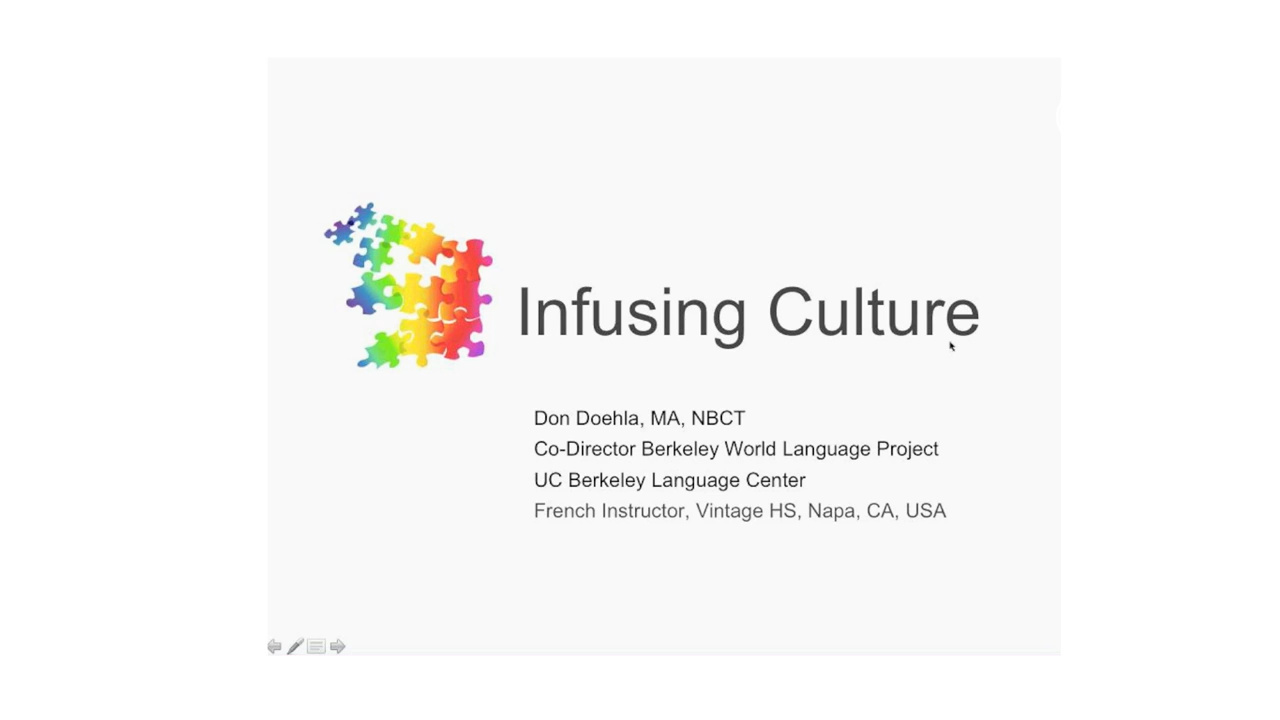 Infusing Culture
Don Doehla, MA, NBCT
Co-Director Berkeley World Language Project
UC Berkeley Language Center
French Instructor, Vintage HS, Napa, CA, USA